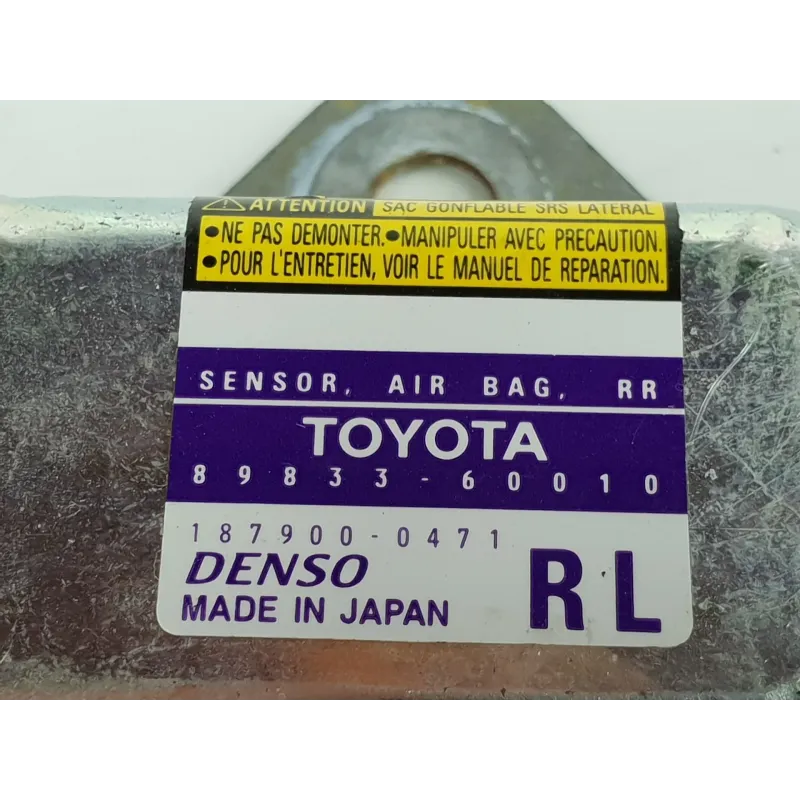 ⚠ ATTENTION SAC GONFLABLE SRS LATERAL
●NE PAS DEMONTER.●MANIPULER AVEC PRECAUTION.
●POUR L'ENTRETIEN, VOIR LE MANUEL DE REPARATION.
SENSOR, AIR BAG, RR
TOYOTA
89833-60010
187900-0471
DENSO
MADE IN JAPAN
RL